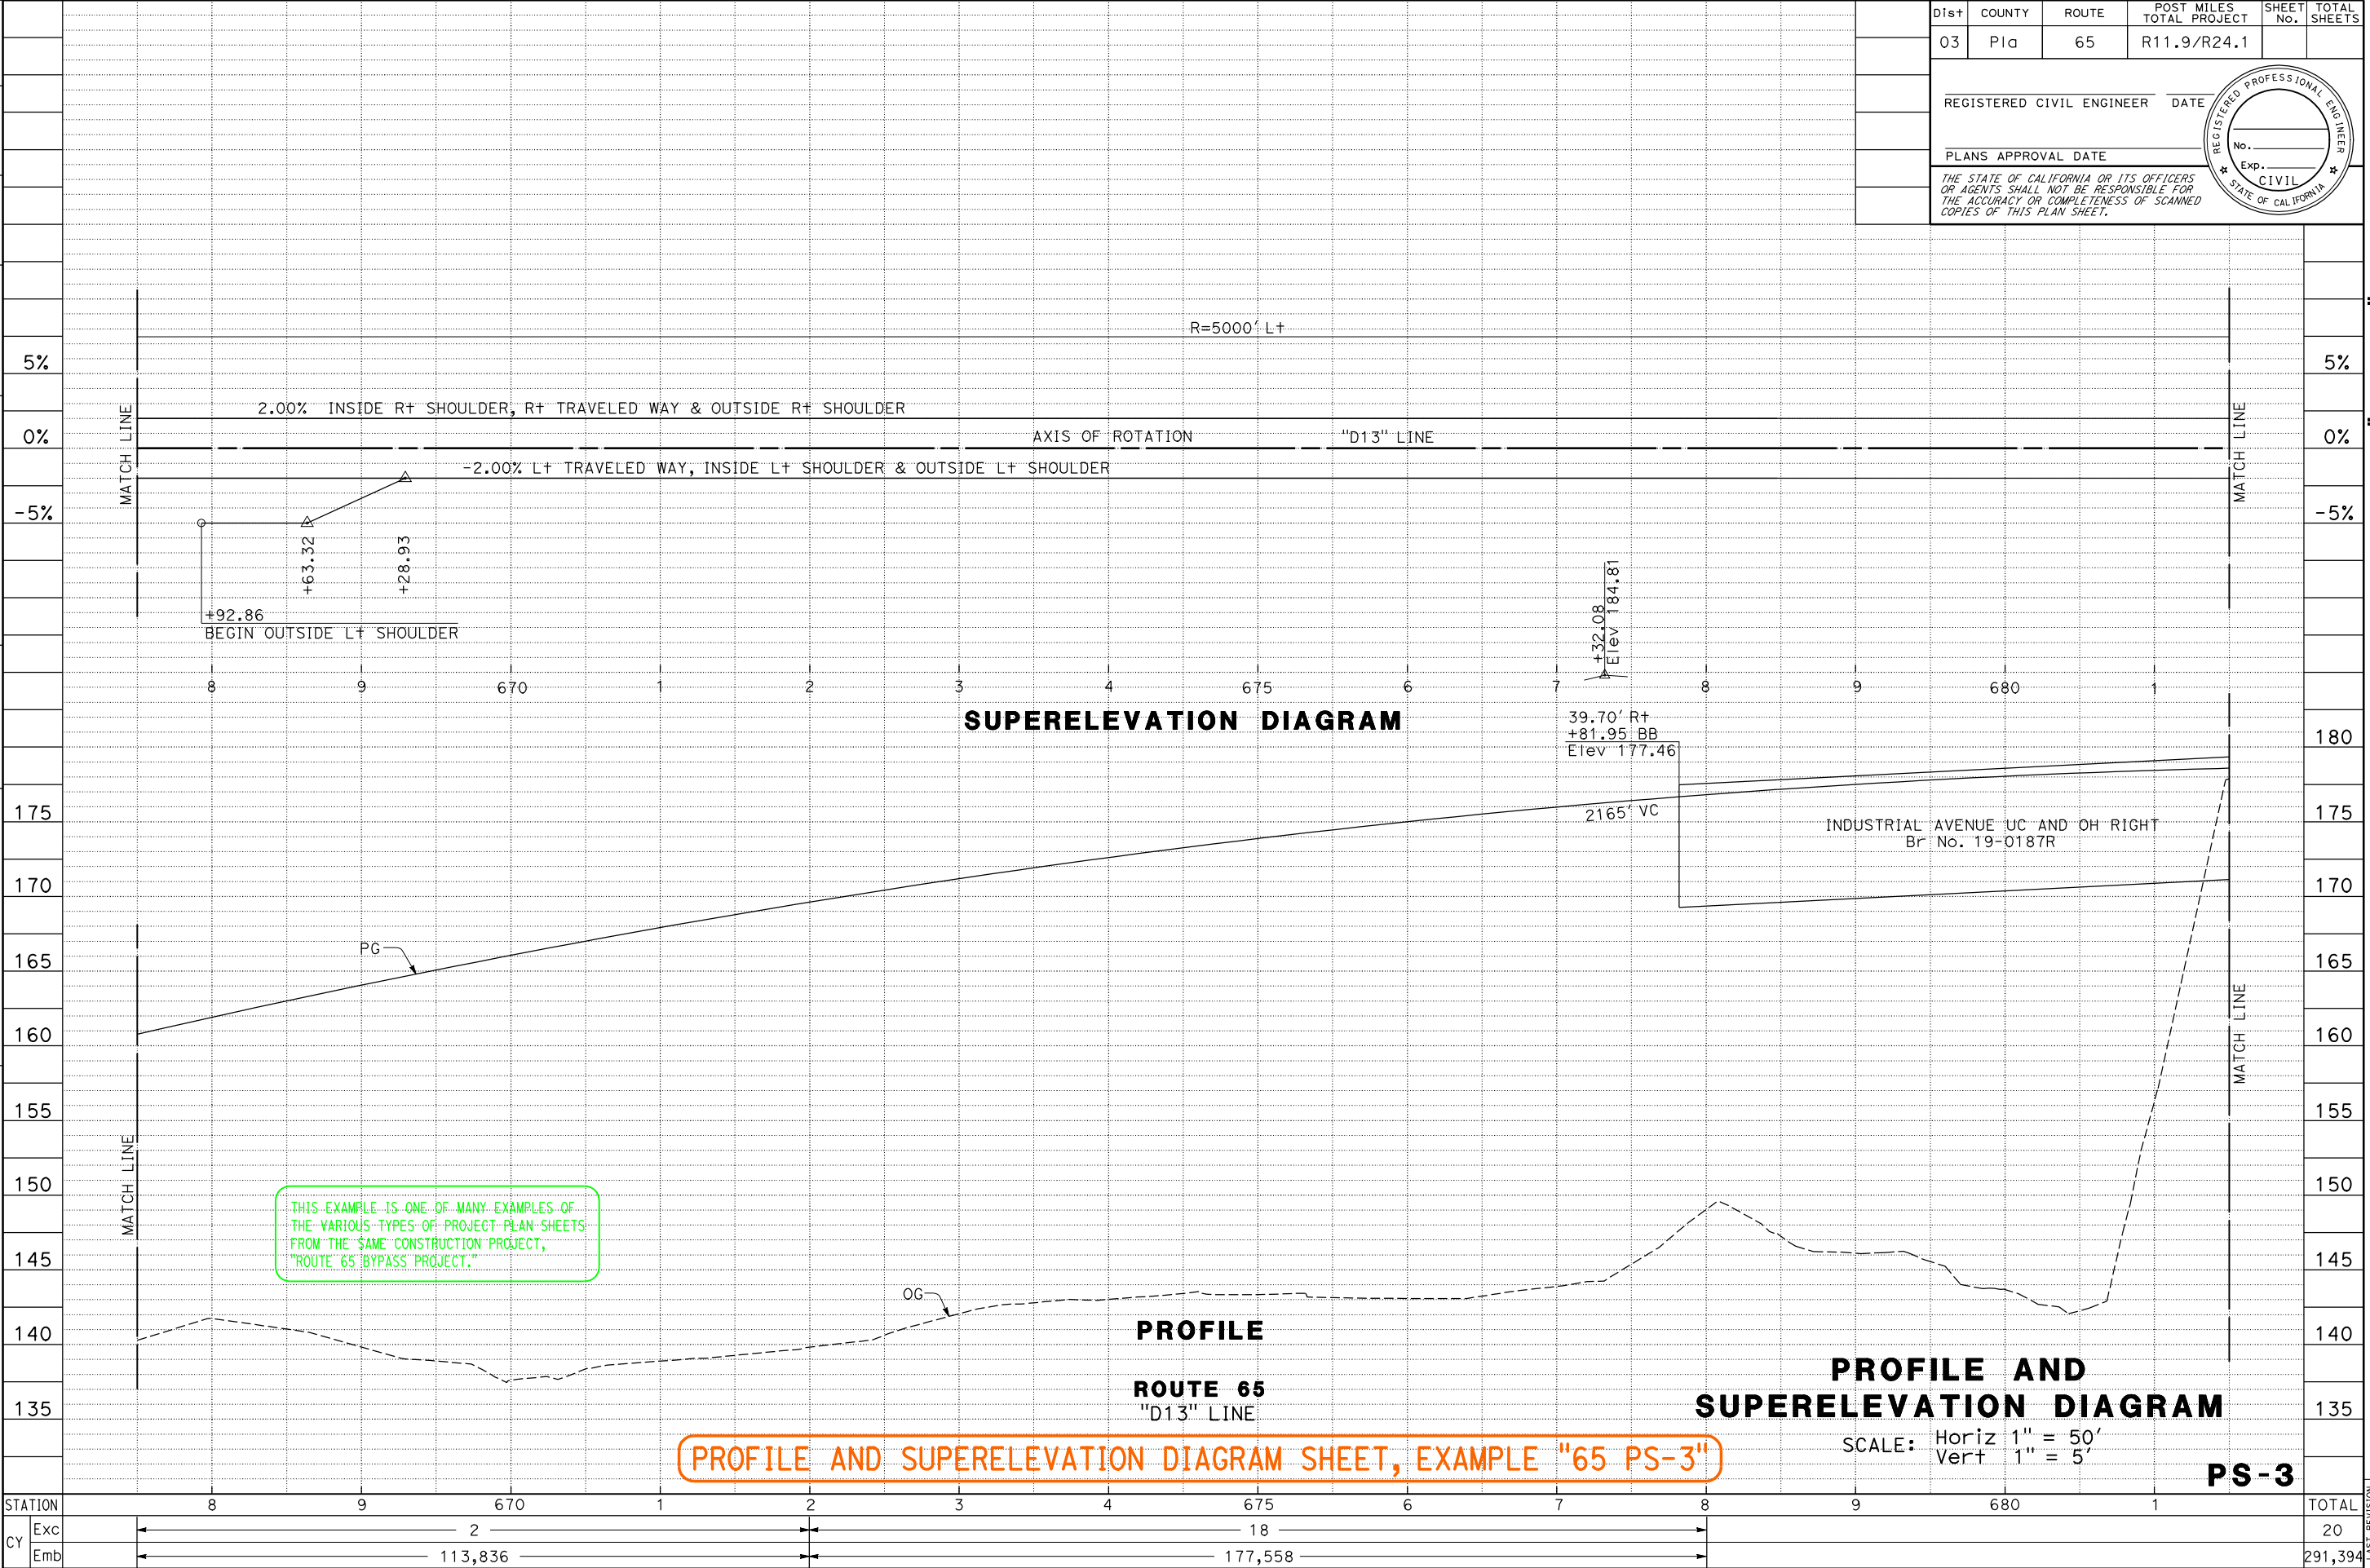 Dist COUNTY ROUTE POST MILES TOTAL PROJECT SHEET No. TOTAL SHEETS
03 Pla 65 R11.9/R24.1
REGISTERED CIVIL ENGINEER DATE
PLANS APPROVAL DATE
THE STATE OF CALIFORNIA OR ITS OFFICERS
OR AGENTS SHALL NOT BE RESPONSIBLE FOR
THE ACCURACY OR COMPLETENESS OF SCANNED
COPIES OF THIS PLAN SHEET.
REGISTERED PROFESSIONAL ENGINEER
No.
Exp.
CIVIL
STATE OF CALIFORNIA
R=5000' Lt
5% 5%
2.00% INSIDE Rt SHOULDER, Rt TRAVELED WAY & OUTSIDE Rt SHOULDER
0% AXIS OF ROTATION "D13" LINE 0%
MATCH LINE
MATCH LINE
-2.00% Lt TRAVELED WAY, INSIDE Lt SHOULDER & OUTSIDE Lt SHOULDER
-5% -5%
+63.32
+28.93
+92.86
BEGIN OUTSIDE Lt SHOULDER
+32.08
Elev 184.81
8 9 670 1 2 3 4 675 6 7 8 9 680 1
SUPERELEVATION DIAGRAM
39.70' Rt
+81.95 BB
Elev 177.46
180
175 2165' VC 175
INDUSTRIAL AVENUE UC AND OH RIGHT
Br No. 19-0187R
170 170
PG
165 165
160 160
MATCH LINE
155 155
MATCH LINE
150 150
THIS EXAMPLE IS ONE OF MANY EXAMPLES OF
THE VARIOUS TYPES OF PROJECT PLAN SHEETS
FROM THE SAME CONSTRUCTION PROJECT,
"ROUTE 65 BYPASS PROJECT."
145 145
OG
140 140
PROFILE
ROUTE 65
"D13" LINE
135 135
PROFILE AND
SUPERELEVATION DIAGRAM
SCALE: Horiz 1" = 50'
Vert 1" = 5'
PROFILE AND SUPERELEVATION DIAGRAM SHEET, EXAMPLE "65 PS-3"
PS-3
STATION 8 9 670 1 2 3 4 675 6 7 8 9 680 1 TOTAL
CY
Exc 2 18 20
Emb 113,836 177,558 291,394